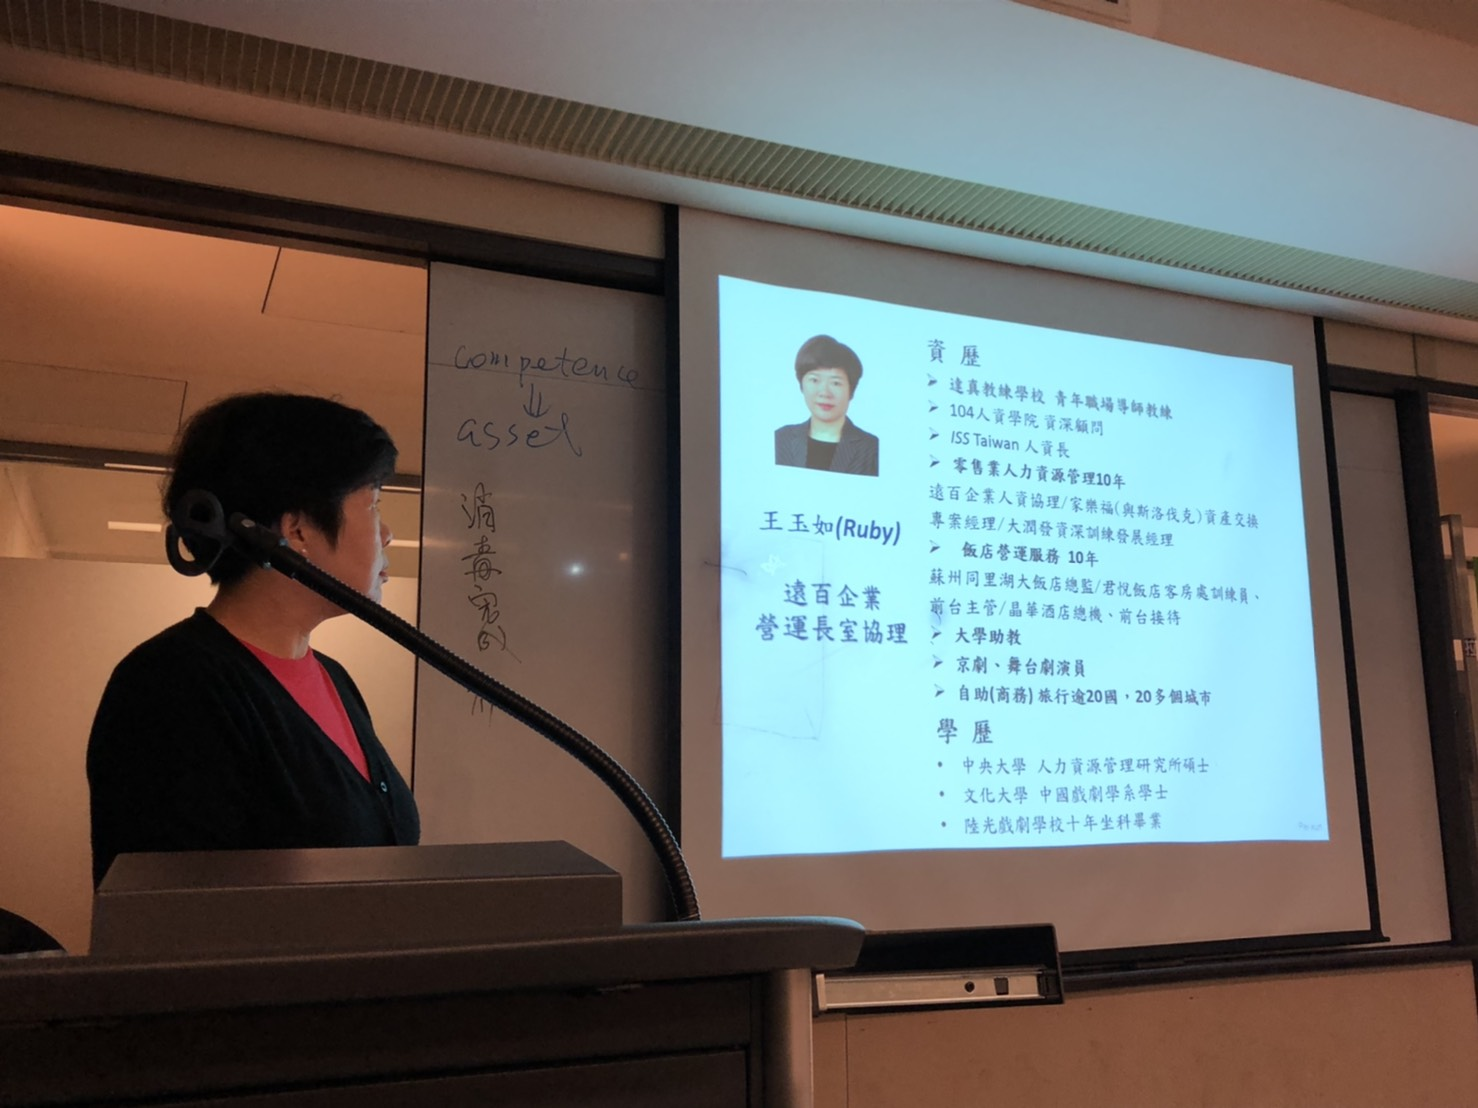 competence
⇓
asset
消毒
資 歷
➢ 達真教練學校 青年職場導師教練
➢ 104人資學院 資深顧問
➢ ISS Taiwan 人資長
➢ 零售業人力資源管理10年
遠百企業人資協理/家樂福(與斯洛伐克)資產交換
專案經理/大潤發資深訓練發展經理
➢ 飯店營運服務 10年
蘇州同里湖大飯店總監/君悅飯店客房處訓練員、
前台主管/晶華酒店總機、前台接待
➢ 大學助教
➢ 京劇、舞台劇演員
➢ 自助(商務) 旅行逾20國，20多個城市
學 歷
• 中央大學 人力資源管理研究所碩士
• 文化大學 中國戲劇學系學士
• 陸光戲劇學校十年坐科畢業
王玉如(Ruby)
遠百企業
營運長室協理